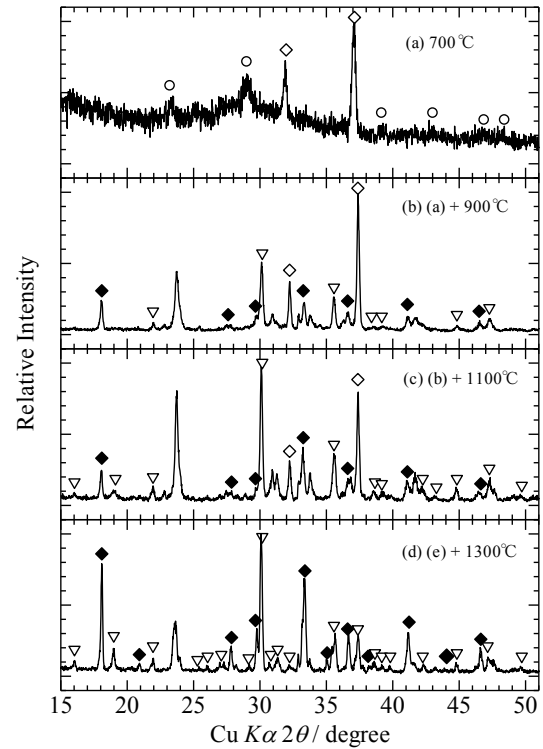 (a) 700℃
(b) (a) + 900℃
(c) (b) + 1100℃
(d) (e) + 1300℃
Relative Intensity
15 20 25 30 35 40 45 50
Cu Kα 2θ / degree